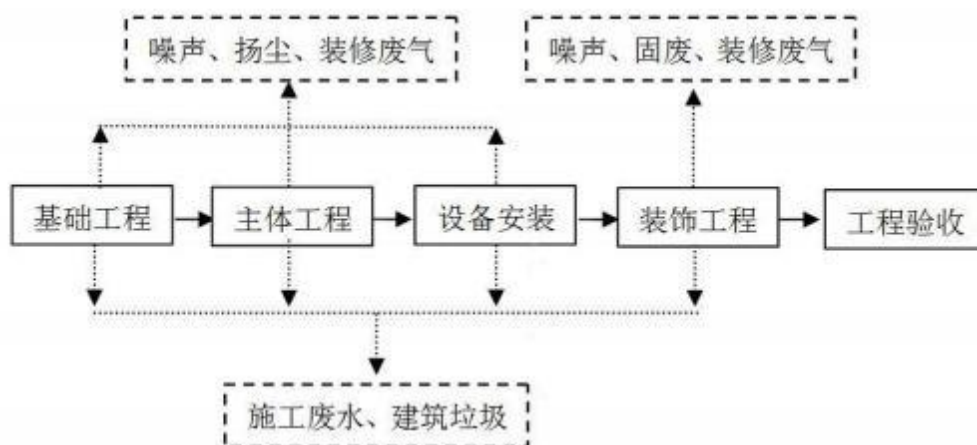 噪声、扬尘、装修废气
噪声、固废、装修废气
基础工程
主体工程
设备安装
装饰工程
工程验收
施工废水、建筑垃圾